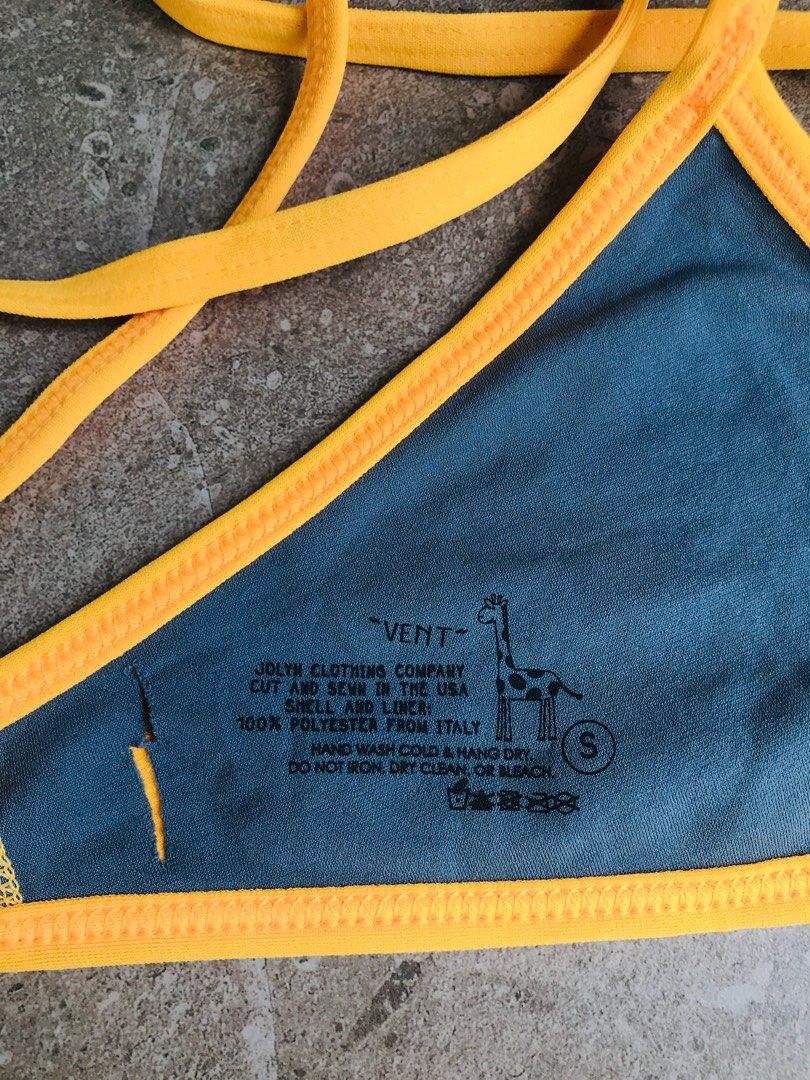 "VENT"
JOLYN CLOTHING COMPANY
CUT AND SEWN IN THE USA
SHELL AND LINER:
100% POLYESTER FROM ITALY
HAND WASH COLD & HANG DRY.
DO NOT IRON, DRY CLEAN, OR BLEACH.
S